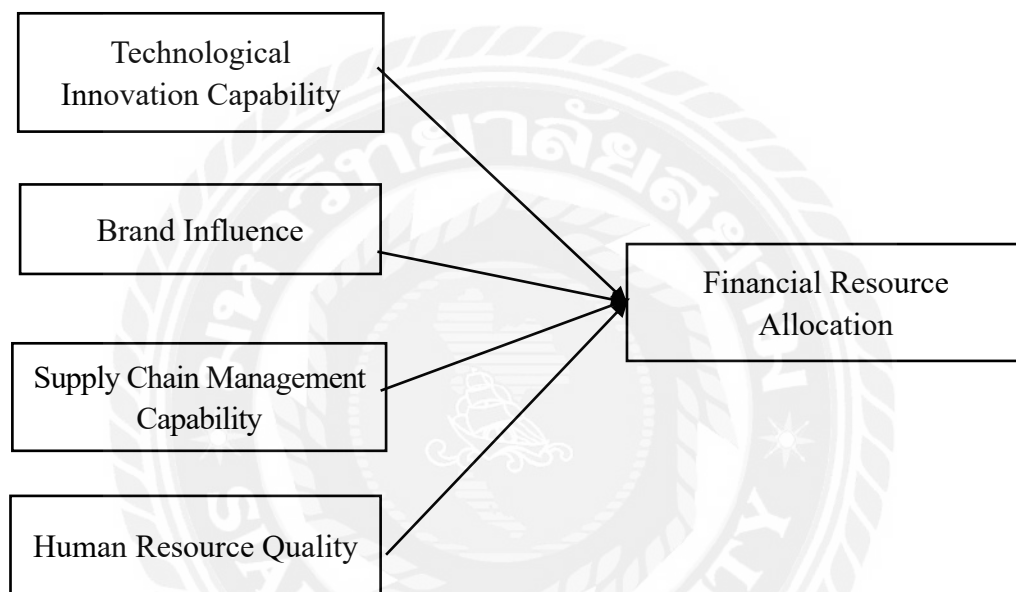 Technological
Innovation Capability
Brand Influence
Supply Chain Management
Capability
Human Resource Quality
Financial Resource
Allocation